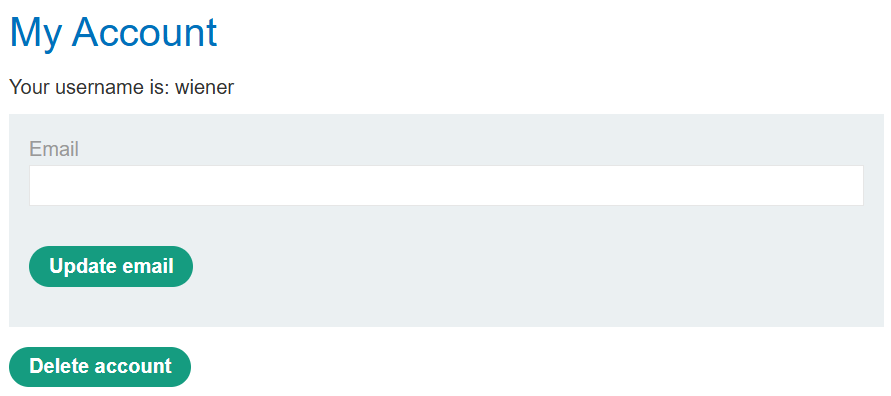 My Account
Your username is: wiener
Email
Update email
Delete account